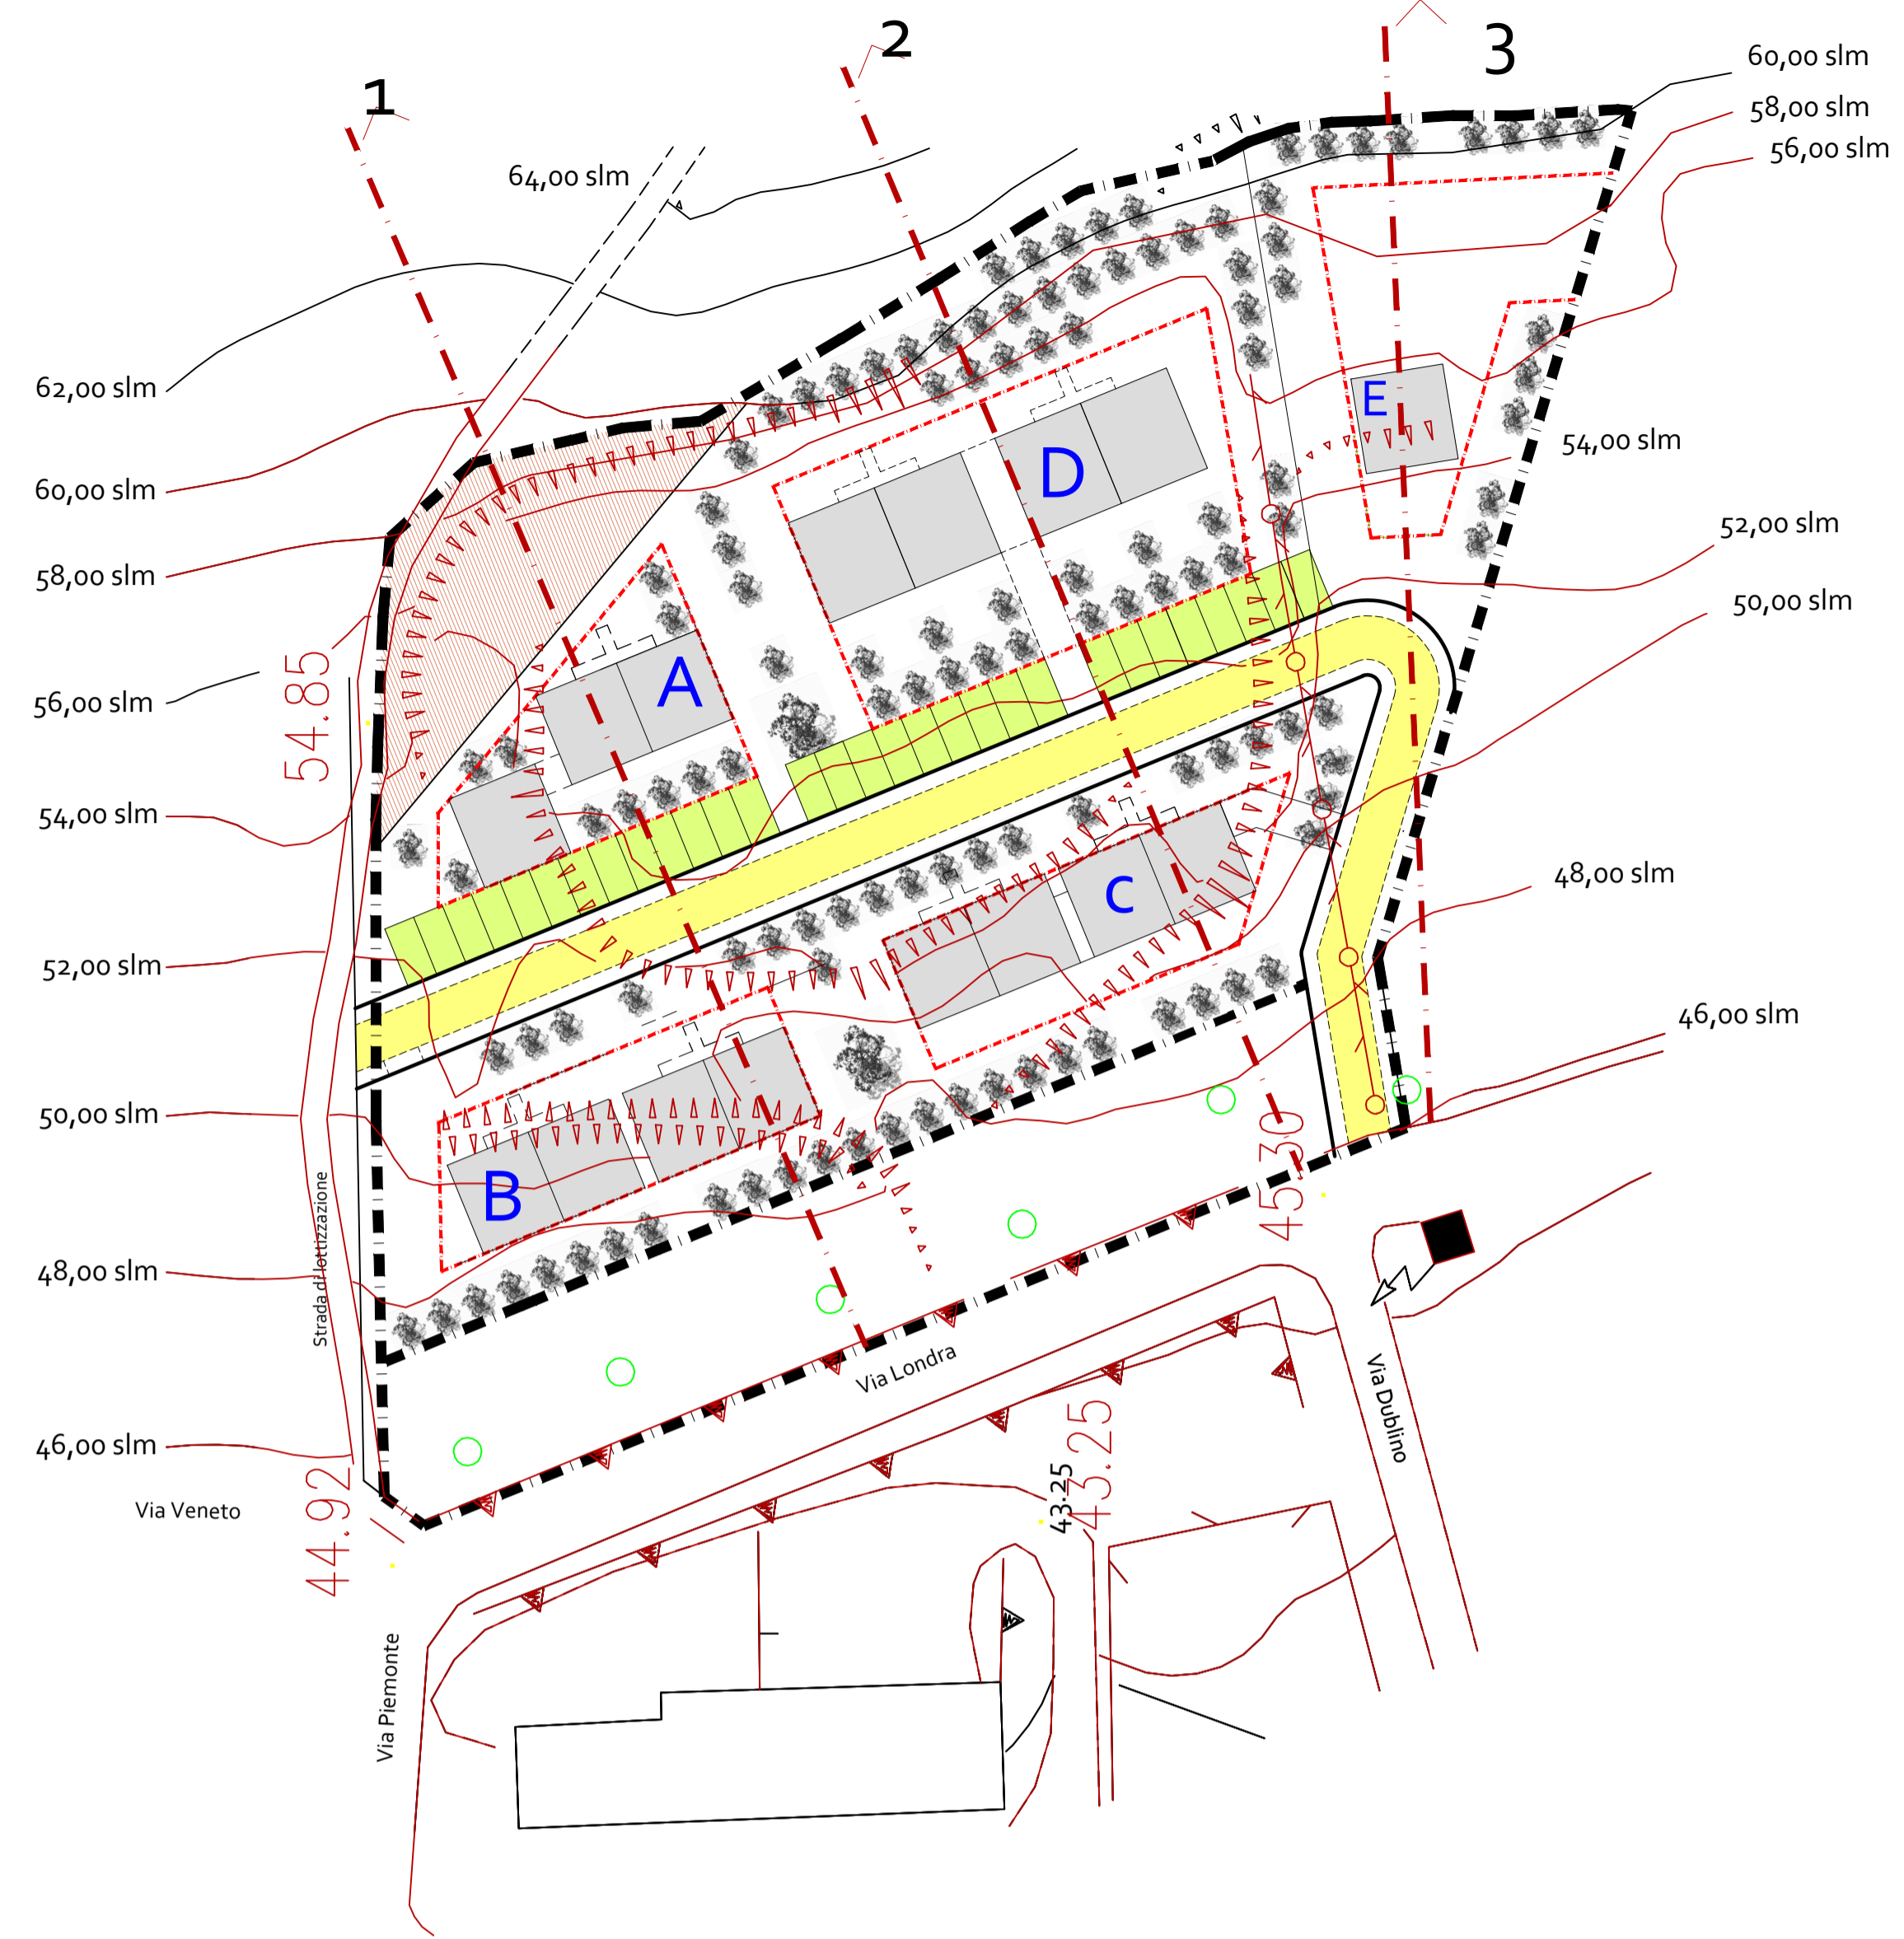 1
2
3
60,00 slm
58,00 slm
56,00 slm
64,00 slm
62,00 slm
E
54,00 slm
D
60,00 slm
52,00 slm
58,00 slm
50,00 slm
A
54.85
56,00 slm
54,00 slm
c
48,00 slm
52,00 slm
46,00 slm
50,00 slm
45.30
B
Strada di lottizzazione
48,00 slm
Via Londra
Via Dublino
46,00 slm
43.25
43.25
44.92
Via Veneto
Via Piemonte